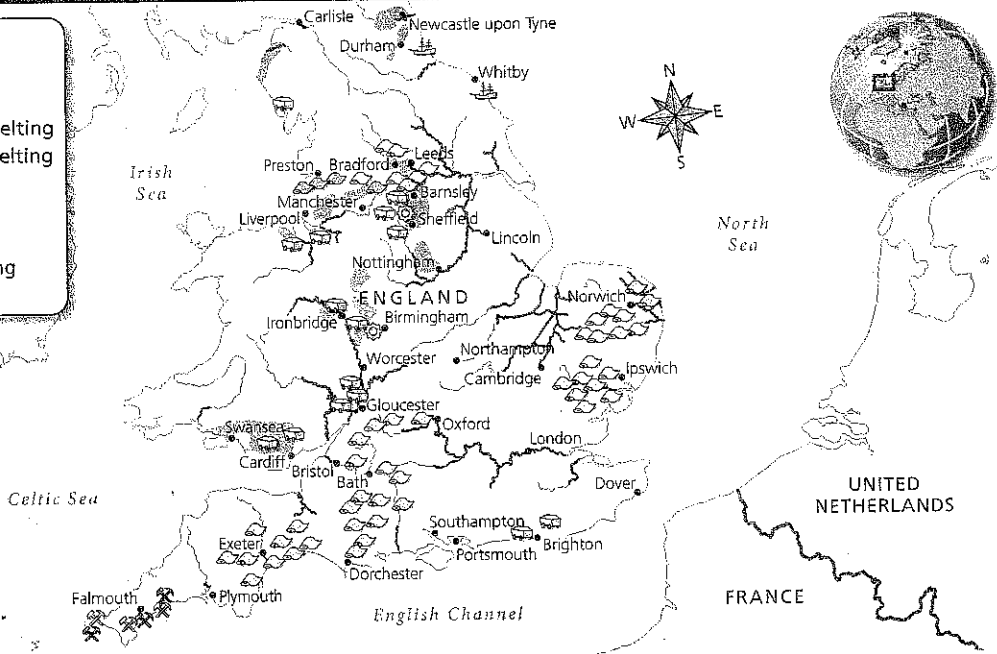 elting
elting
ng
Carlisle
Newcastle upon Tyne
Durham
Whitby
N
W
E
S
Irish
Sea
Preston
Bradford
Leeds
Manchester
Barnsley
Liverpool
Sheffield
Lincoln
North
Sea
Nottingham
ENGLAND
Norwich
Ironbridge
Birmingham
Worcester
Northampton
Cambridge
Ipswich
Gloucester
Oxford
Swansea
London
Cardiff
Bristol
Bath
Dover
Celtic Sea
UNITED
NETHERLANDS
Southampton
Exeter
Portsmouth
Brighton
Dorchester
Falmouth
Plymouth
English Channel
FRANCE